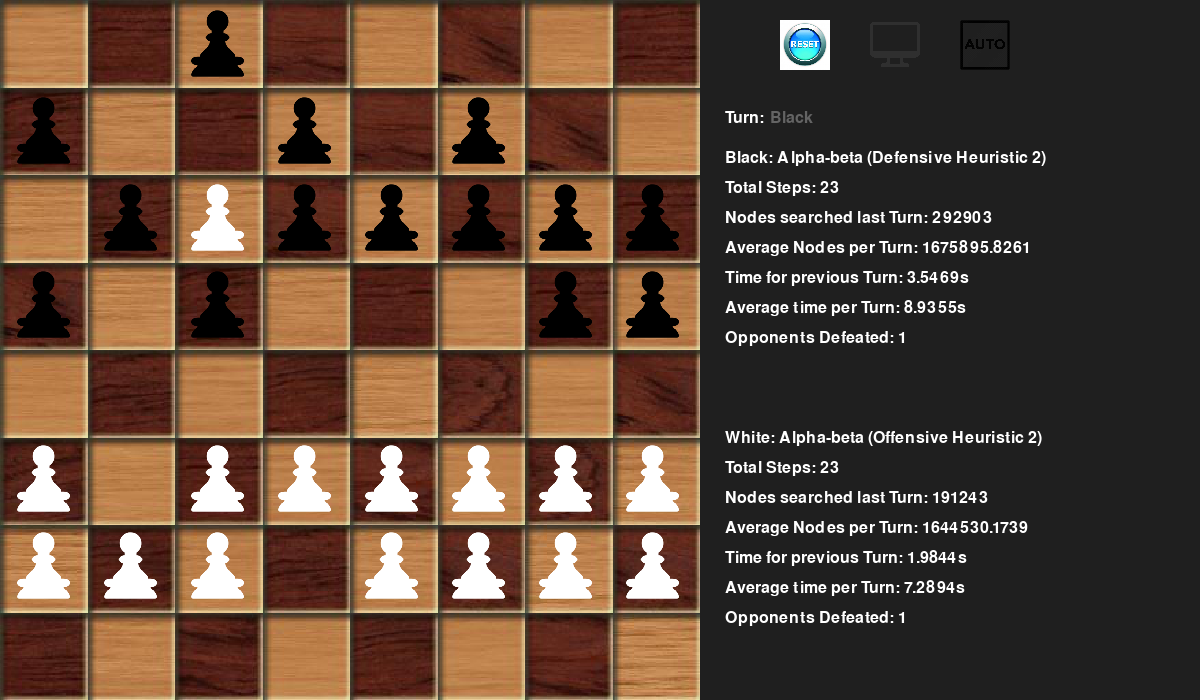 RESET
AUTO
Turn: Black
Black: Alpha-beta (Defensive Heuristic 2)
Total Steps: 23
Nodes searched last Turn: 292903
Average Nodes per Turn: 1675895.8261
Time for previous Turn: 3.5469s
Average time per Turn: 8.9355s
Opponents Defeated: 1
White: Alpha-beta (Offensive Heuristic 2)
Total Steps: 23
Nodes searched last Turn: 191243
Average Nodes per Turn: 1644530.1739
Time for previous Turn: 1.9844s
Average time per Turn: 7.2894s
Opponents Defeated: 1